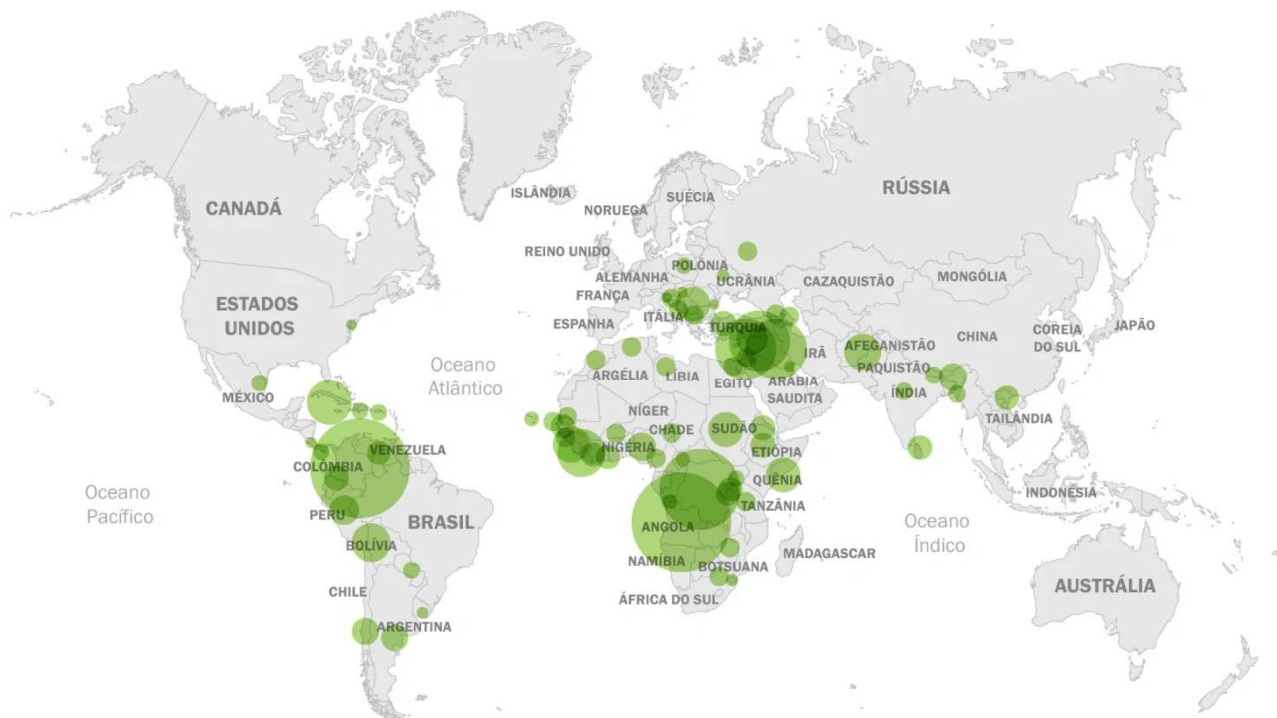 ISLÂNDIA
SUÉCIA
NORUEGA
RÚSSIA
CANADÁ
REINO UNIDO
POLÔNIA
ALEMANHA
UCRÂNIA
CAZAQUISTÃO
MONGÓLIA
FRANÇA
ESTADOS
UNIDOS
ITÁLIA
ESPANHA
TURQUIA
COREIA
DO SUL
JAPÃO
CHINA
AFEGANISTÃO
IRÃ
Oceano
Atlântico
PAQUISTÃO
ARGÉLIA
LÍBIA
EGITO
ARÁBIA
SAUDITA
ÍNDIA
MÉXICO
NÍGER
CHADE
SUDÃO
TAILÂNDIA
VENEZUELA
NIGÉRIA
ETIÓPIA
COLÔMBIA
QUÊNIA
Oceano
Pacífico
INDONÉSIA
PERU
BRASIL
TANZÂNIA
ANGOLA
Oceano
Índico
BOLÍVIA
NAMÍBIA
BOTSUANA
MADAGASCAR
CHILE
ÁFRICA DO SUL
AUSTRÁLIA
ARGENTINA